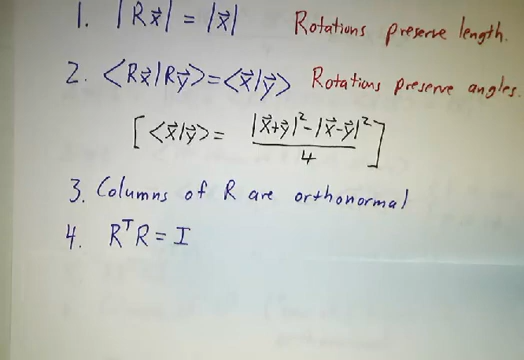 1. |Rx⃗| = |x⃗| Rotations preserve length.
2. <Rx⃗|Ry⃗> = <x⃗|y⃗> Rotations preserve angles.
[<x⃗|y⃗> = |x⃗+y⃗|² - |x⃗-y⃗|² / 4]
3. Columns of R are orthonormal
4. RᵀR = I